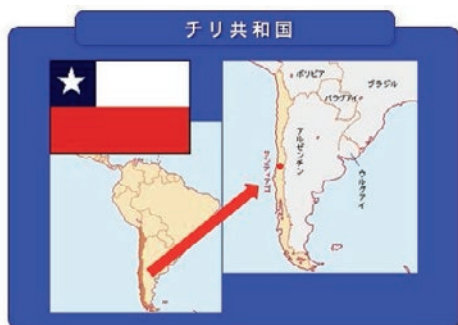 チリ共和国
ボリビア
ブラジル
パラグアイ
アルゼンチン
サンティアゴ
ウルグアイ